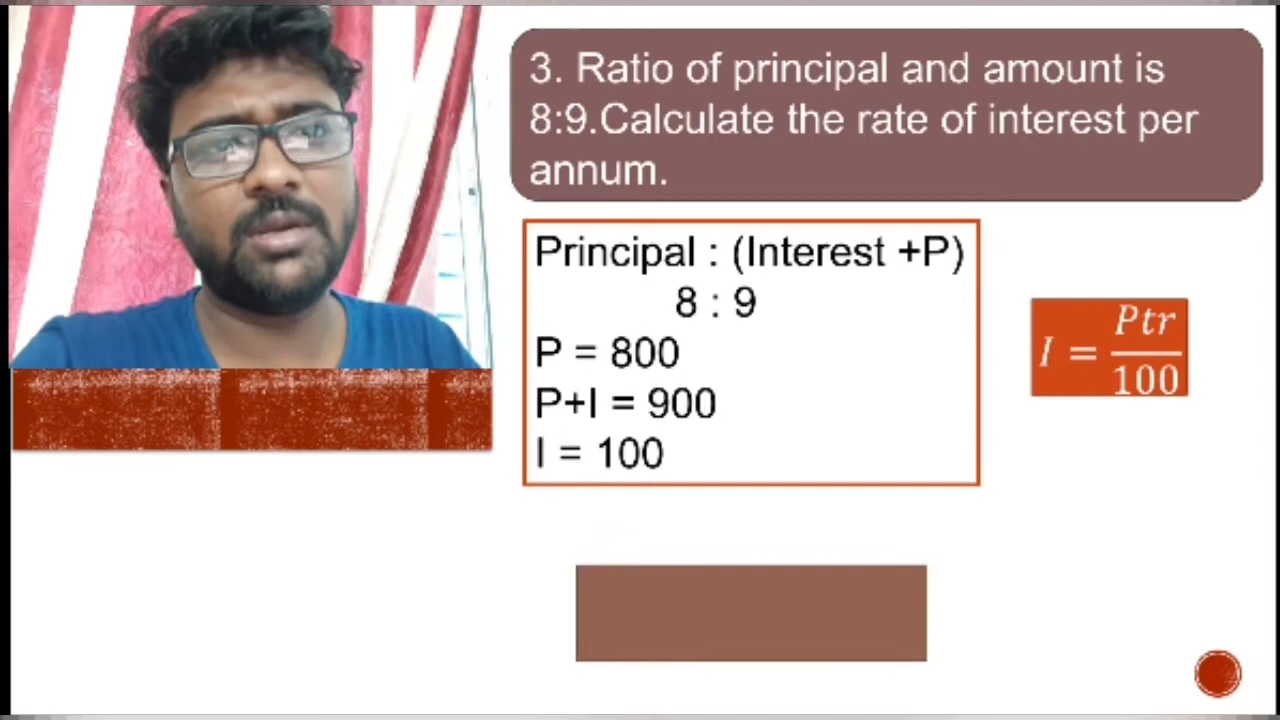 3. Ratio of principal and amount is
8:9.Calculate the rate of interest per
annum.
Principal : (Interest +P)
8 : 9
P = 800
P+I = 900
I = 100
I = Ptr/100